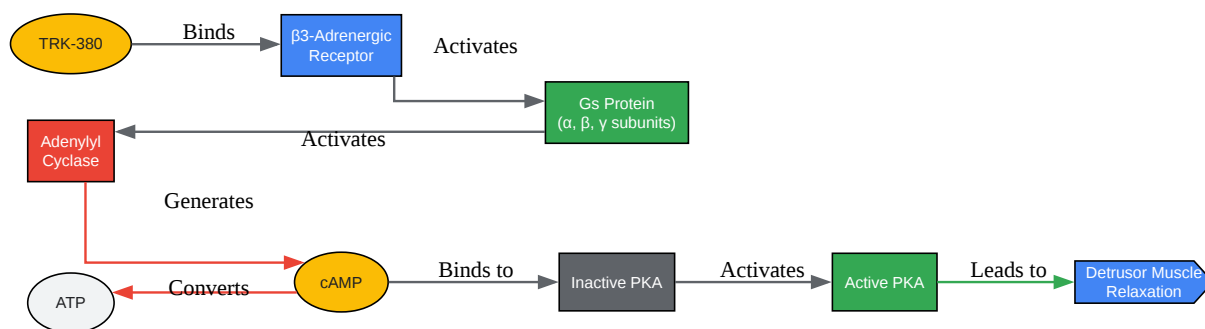 TRK-380
Binds
β3-Adrenergic
Receptor
Activates
Gs Protein
(α, β, γ subunits)
Activates
Adenylyl
Cyclase
Generates
ATP
Converts
cAMP
Binds to
Inactive PKA
Activates
Active PKA
Leads to
Detrusor Muscle
Relaxation